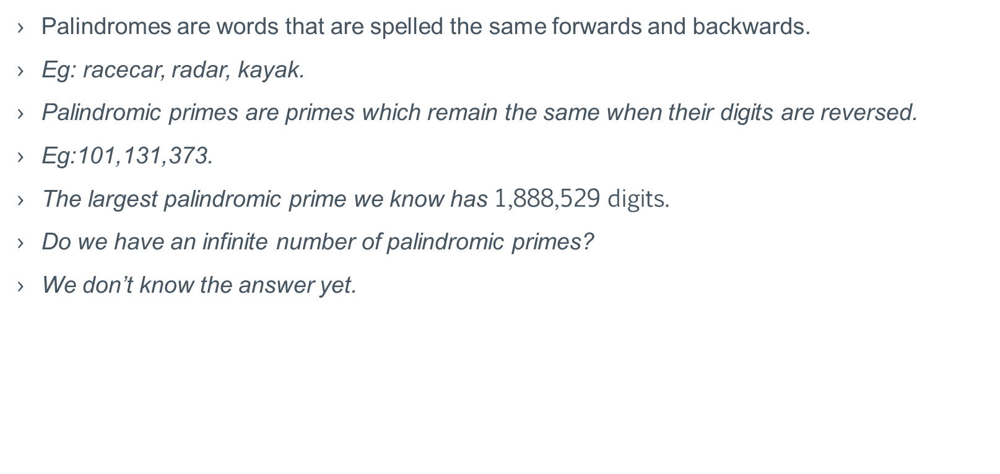 › Palindromes are words that are spelled the same forwards and backwards.
› Eg: racecar, radar, kayak.
› Palindromic primes are primes which remain the same when their digits are reversed.
› Eg:101,131,373.
› The largest palindromic prime we know has 1,888,529 digits.
› Do we have an infinite number of palindromic primes?
› We don’t know the answer yet.